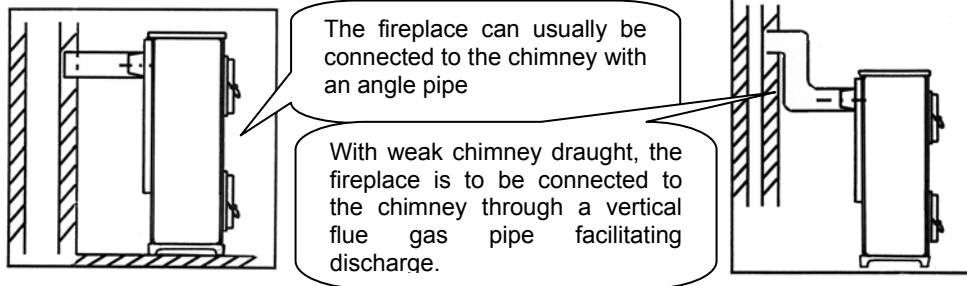 The fireplace can usually be
connected to the chimney with
an angle pipe
With weak chimney draught, the
fireplace is to be connected to
the chimney through a vertical
flue gas pipe facilitating
discharge.